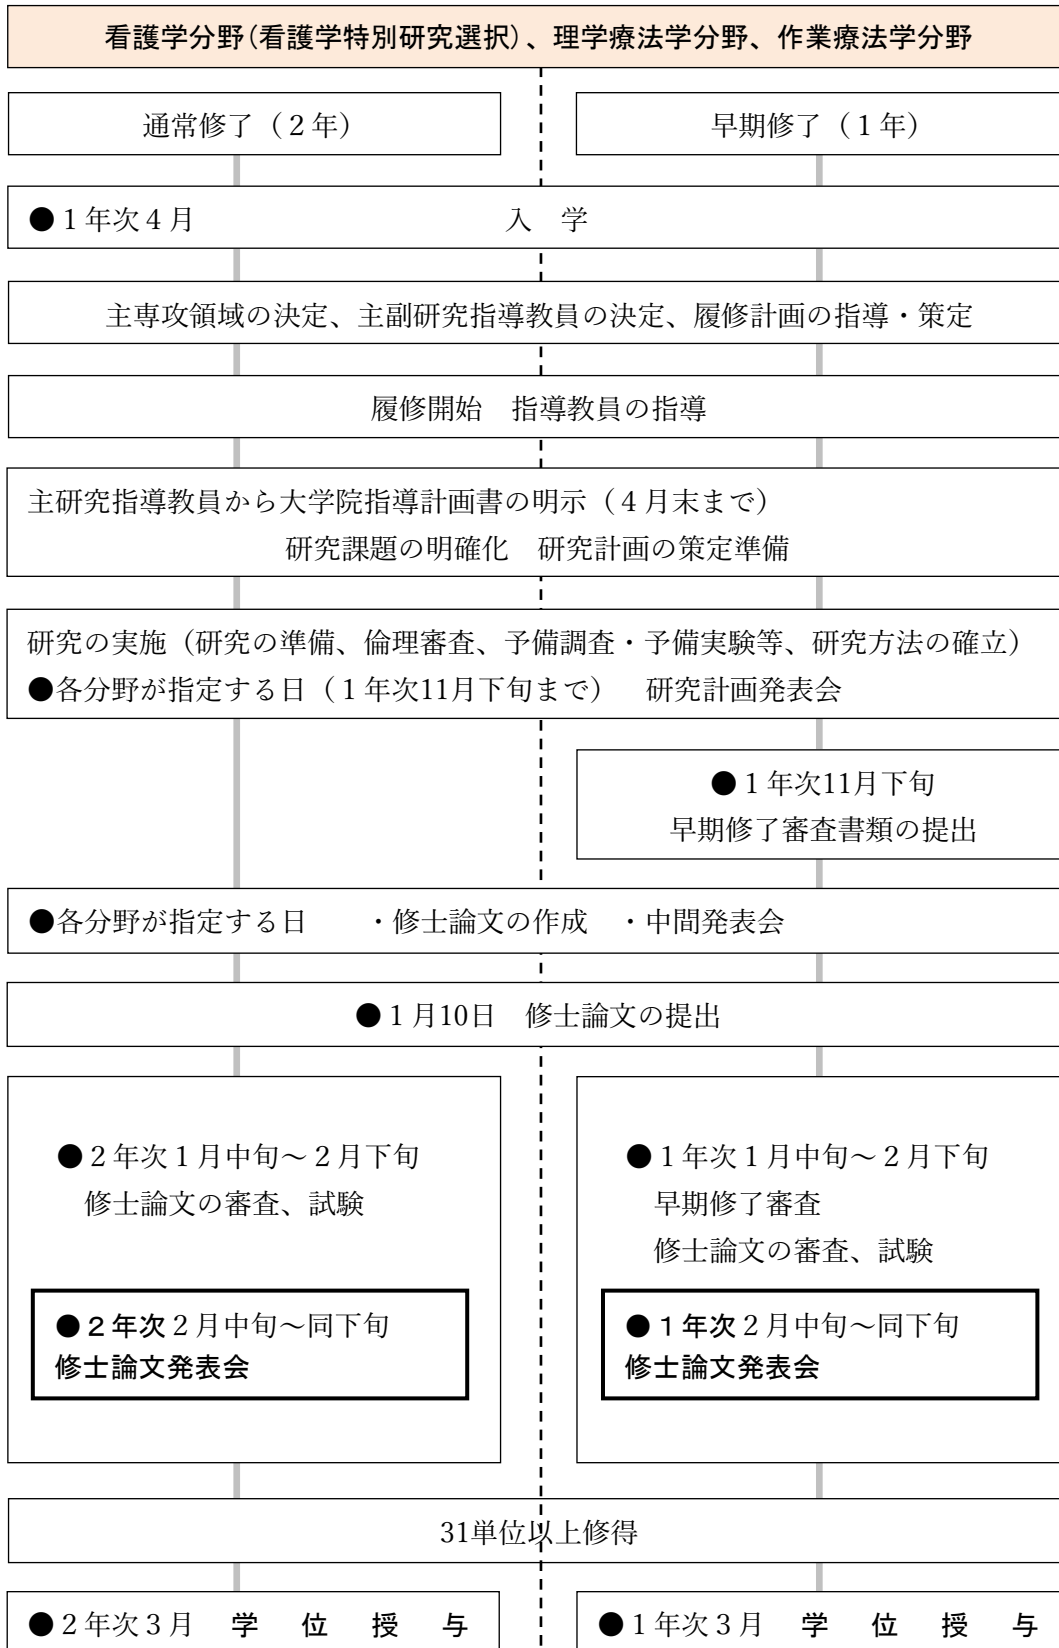 看護学分野(看護学特別研究選択)、理学療法学分野、作業療法学分野
通常修了（２年）
早期修了（１年）
●１年次４月 入　学
主専攻領域の決定、主副研究指導教員の決定、履修計画の指導・策定
履修開始　指導教員の指導
主研究指導教員から大学院指導計画書の明示（４月末まで）
研究課題の明確化　研究計画の策定準備
研究の実施（研究の準備、倫理審査、予備調査・予備実験等、研究方法の確立）
●各分野が指定する日（１年次11月下旬まで）　研究計画発表会
●１年次11月下旬
早期修了審査書類の提出
●各分野が指定する日　　・修士論文の作成　・中間発表会
●１月10日　修士論文の提出
●２年次１月中旬～２月下旬
修士論文の審査、試験
●２年次２月中旬～同下旬
修士論文発表会
●１年次１月中旬～２月下旬
早期修了審査
修士論文の審査、試験
●１年次２月中旬～同下旬
修士論文発表会
31単位以上修得
●２年次３月　学　位　授　与
●１年次３月　学　位　授　与